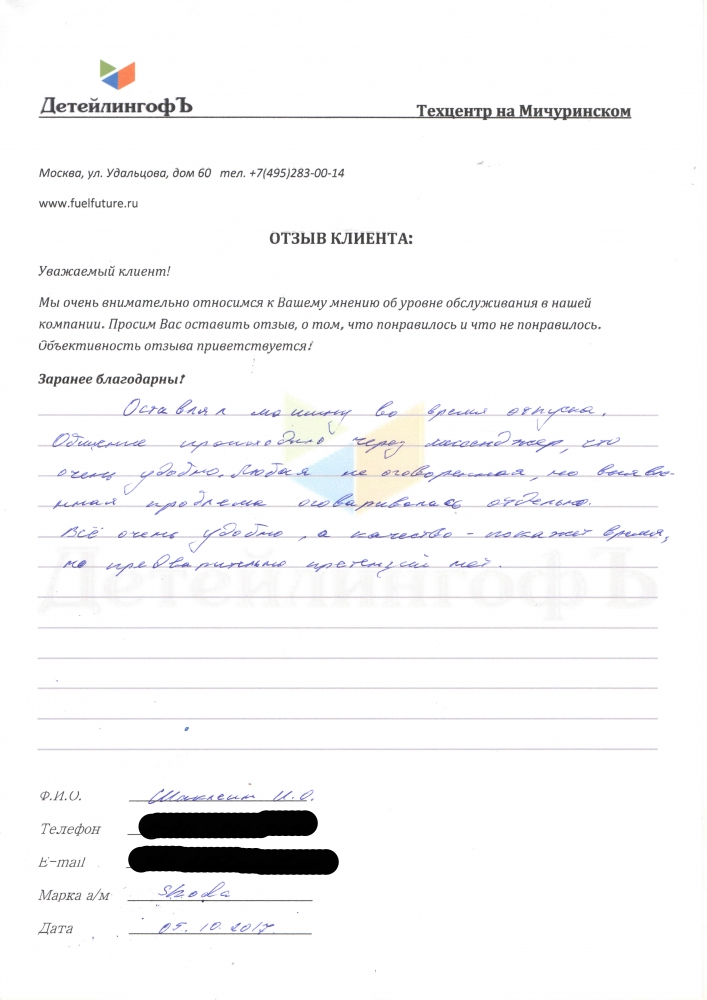 ДетейлингофЪ
Техцентр на Мичуринском
Москва, ул. Удальцова, дом 60 тел. +7(495)283-00-14
www.fuelfuture.ru
ОТЗЫВ КЛИЕНТА:
Уважаемый клиент!
Мы очень внимательно относимся к Вашему мнению об уровне обслуживания в нашей
компании. Просим Вас оставить отзыв, о том, что понравилось и что не понравилось.
Объективность отзыва приветствуется!
Заранее благодарны!
Оставлял машину во время отпуска.
Общение происходило через мессенджер, что
очень удобно. Любая не оговоренная, но выявлен-
нная проблема оговаривалась отдельно.
Всё очень удобно, а качество - покажет время,
но предварительно претензий нет.
ДетейлингофЪ
Ф.И.О. Шаклеин И.О.
Телефон
E-mail
Марка а/м Skoda
Дата 05.10.2017.